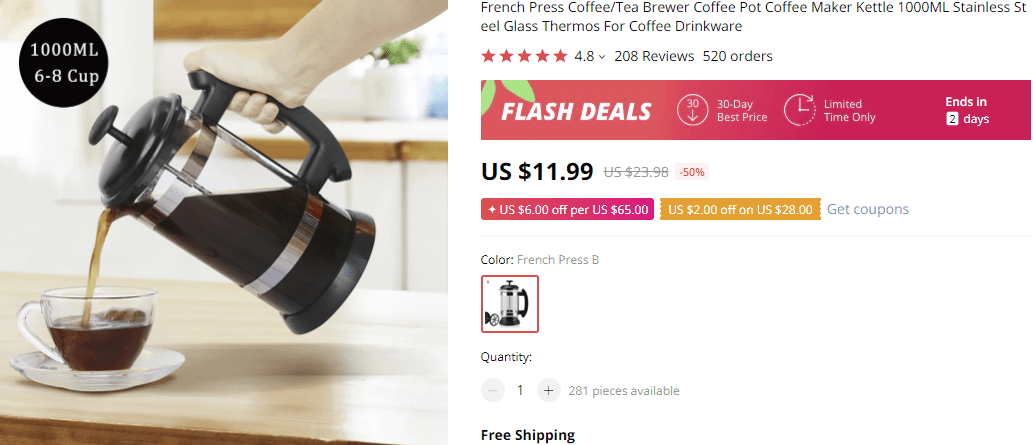 1000ML
6-8 Cup
French Press Coffee/Tea Brewer Coffee Pot Coffee Maker Kettle 1000ML Stainless St
eel Glass Thermos For Coffee Drinkware
4.8 208 Reviews 520 orders
FLASH DEALS
30
30-Day
Best Price
Limited
Time Only
Ends in
2 days
US $11.99 US $23.98 -50%
US $6.00 off per US $65.00 US $2.00 off on US $28.00 Get coupons
Color: French Press B
Quantity:
1 281 pieces available
Free Shipping